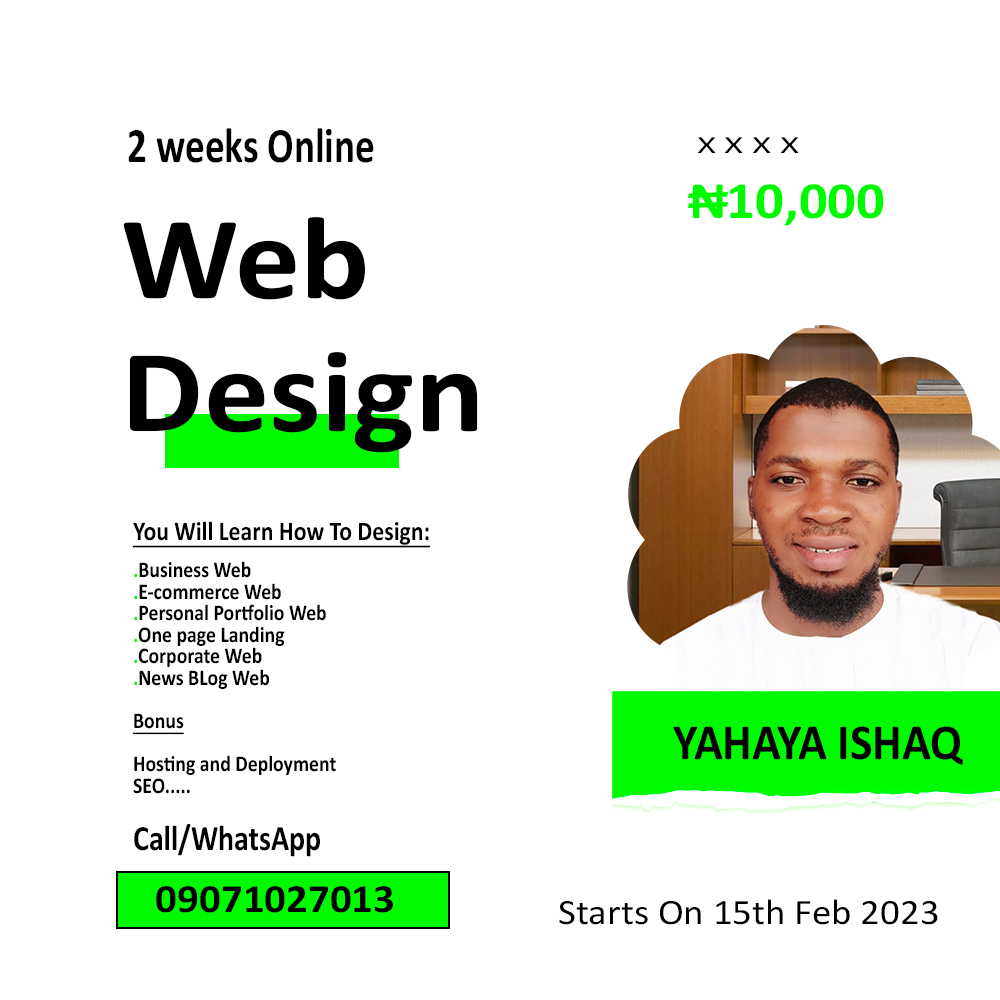 2 weeks Online
Web
Design
You Will Learn How To Design:
.Business Web
.E-commerce Web
.Personal Portfolio Web
.One page Landing
.Corporate Web
.News BLog Web
Bonus
Hosting and Deployment
SEO.....
Call/WhatsApp
09071027013
x x x x
₦10,000
YAHAYA ISHAQ
Starts On 15th Feb 2023